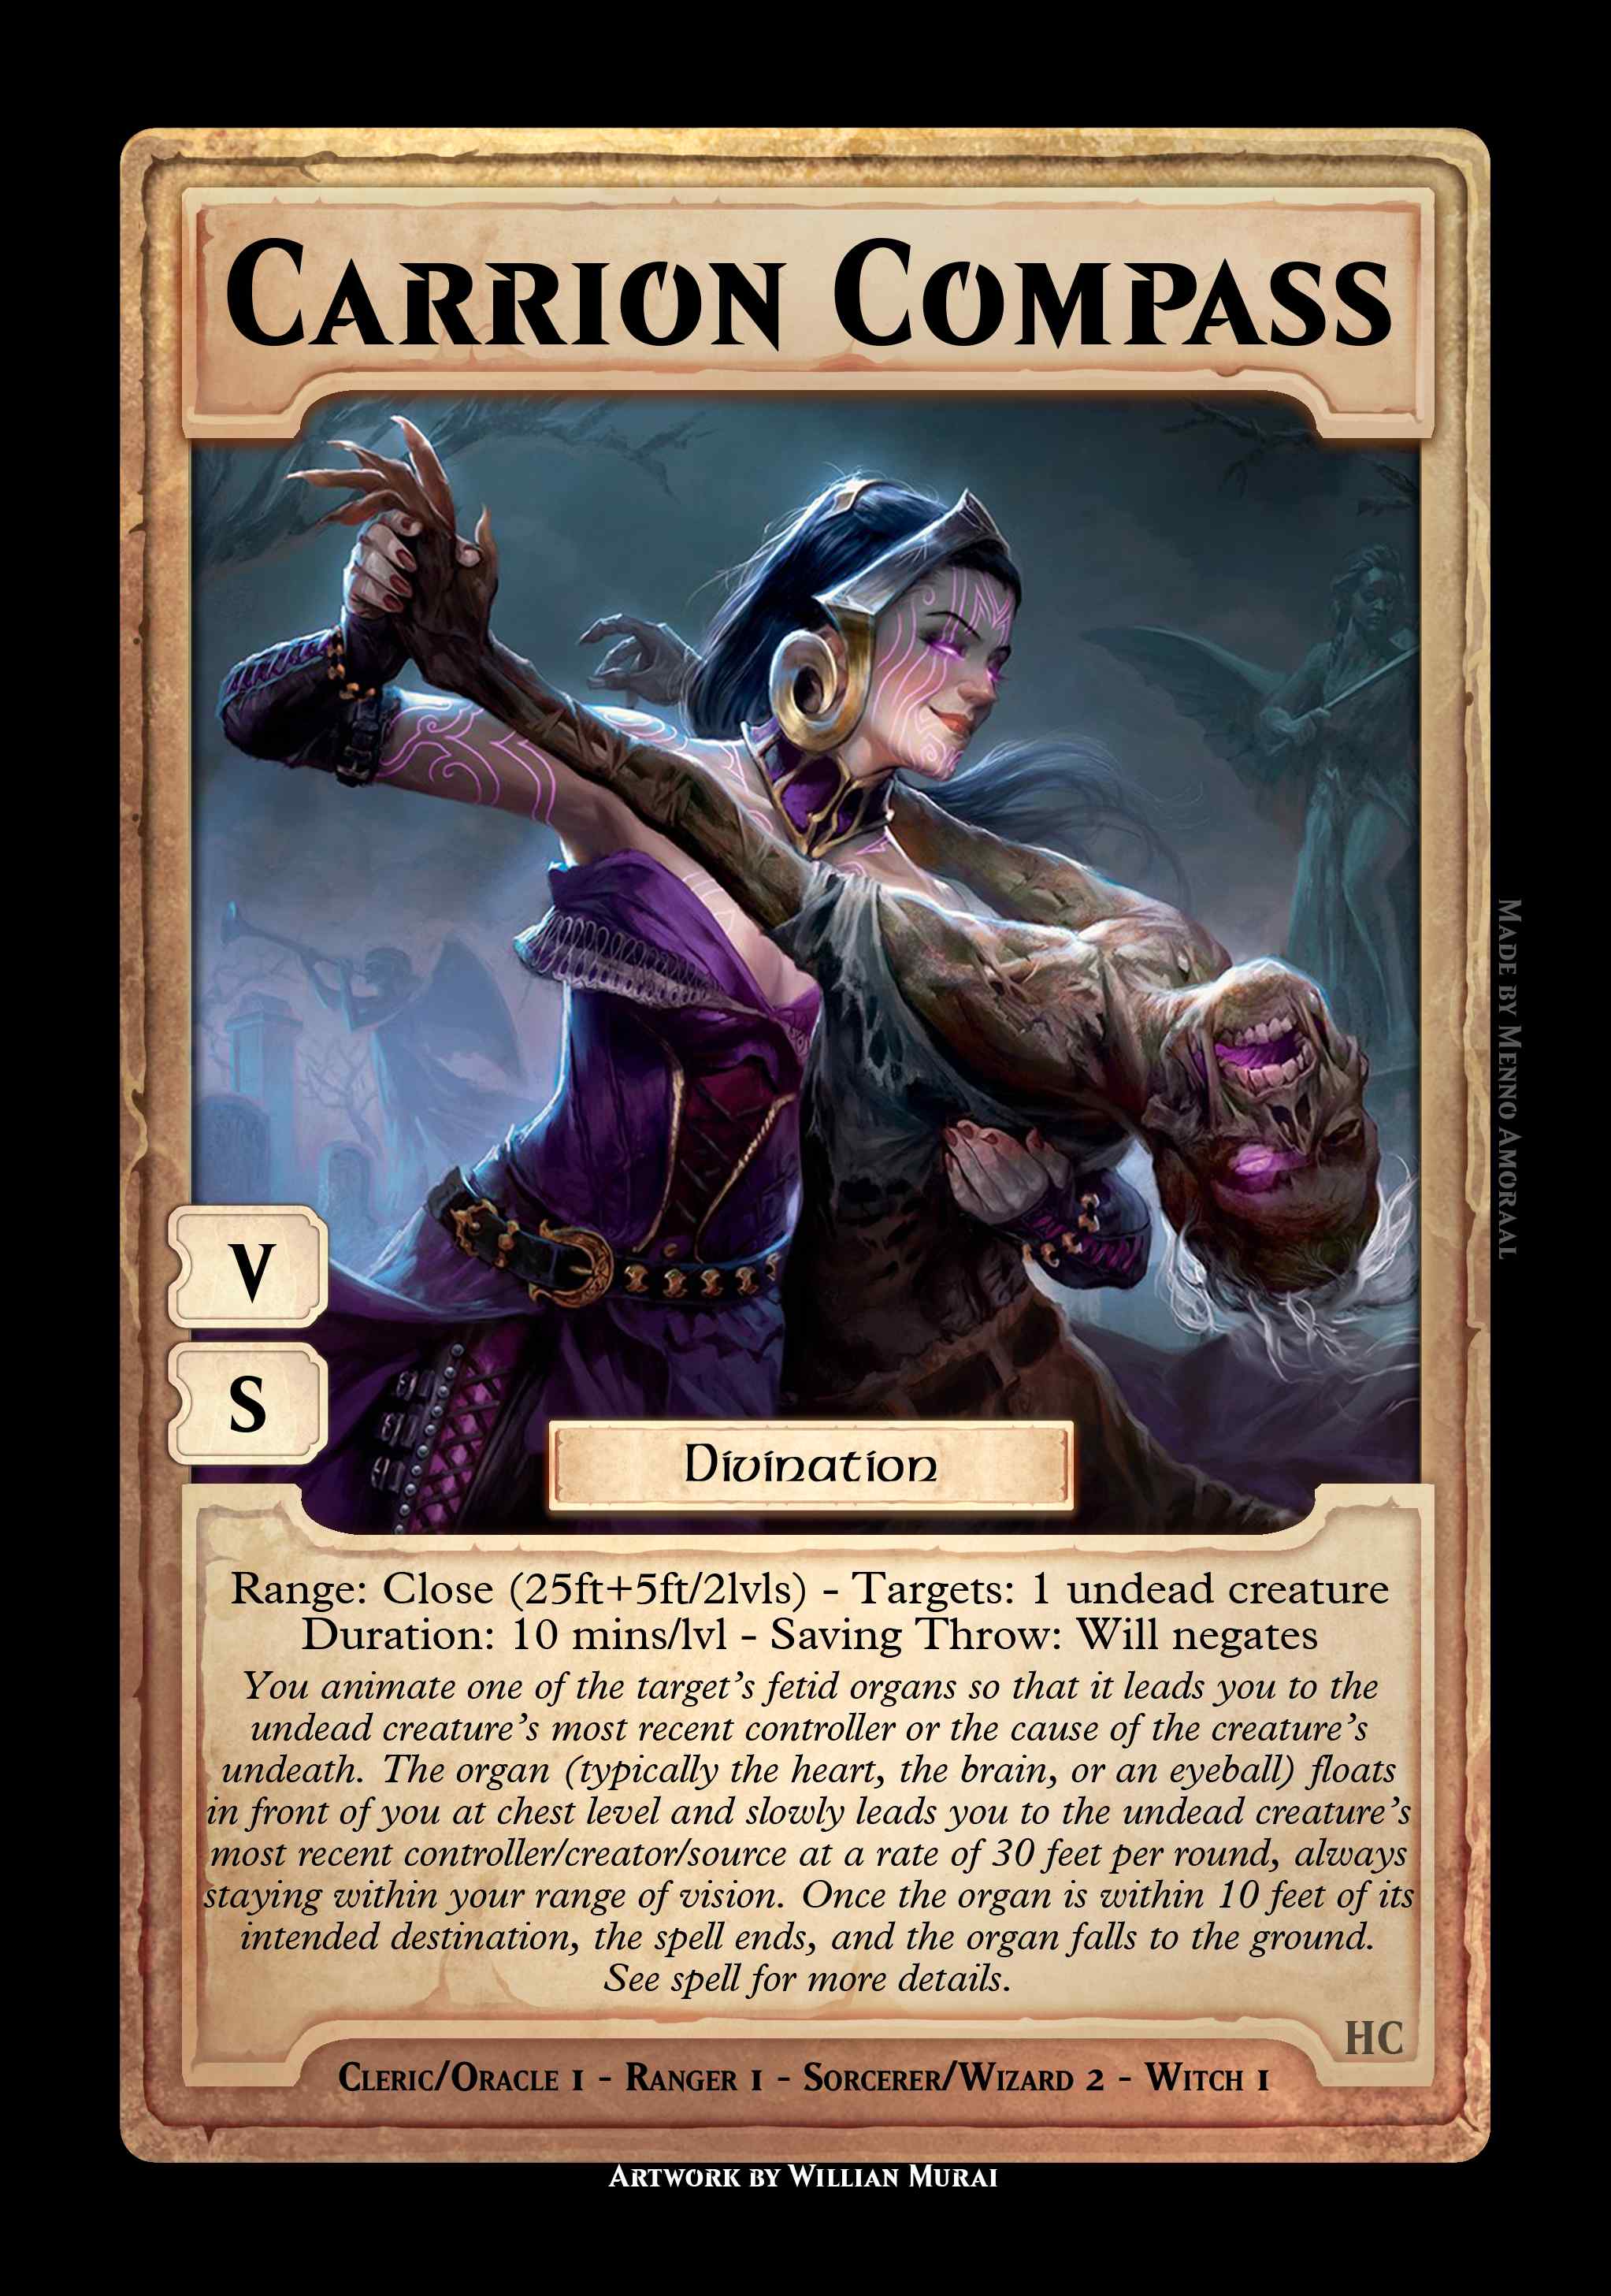 Carrion Compass
V
S
Divination
Range: Close (25ft+5ft/2lvls) - Targets: 1 undead creature
Duration: 10 mins/lvl - Saving Throw: Will negates
You animate one of the target's fetid organs so that it leads you to the
undead creature's most recent controller or the cause of the creature's
undeath. The organ (typically the heart, the brain, or an eyeball) floats
in front of you at chest level and slowly leads you to the undead creature's
most recent controller/creator/source at a rate of 30 feet per round, always
staying within your range of vision. Once the organ is within 10 feet of its
intended destination, the spell ends, and the organ falls to the ground.
See spell for more details.
HC
Cleric/Oracle 1 - Ranger 1 - Sorcerer/Wizard 2 - Witch 1
Artwork by Willian Murai
Made by Menno Amoraal